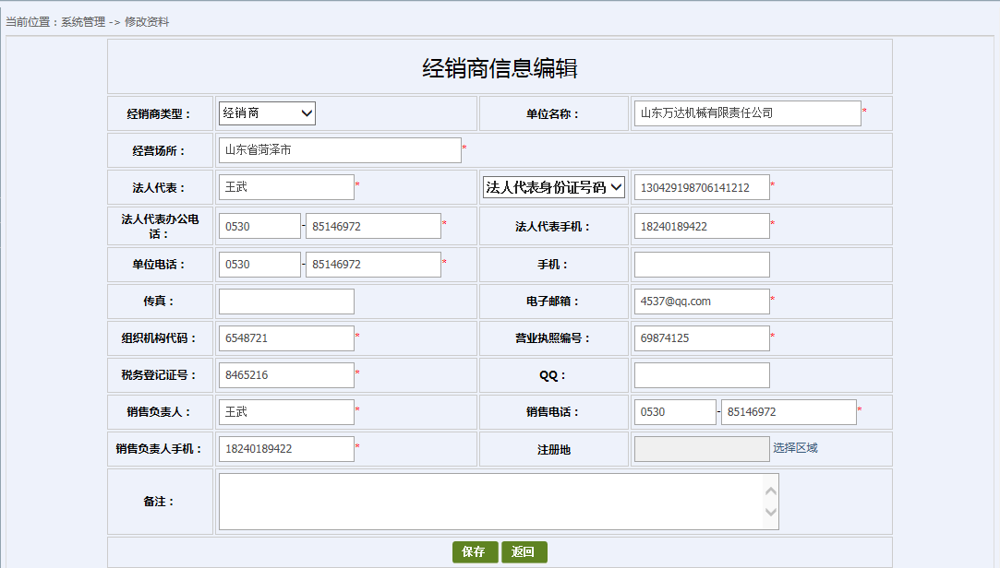 当前位置：系统管理 -> 修改资料
经销商信息编辑
经销商类型： 经销商 单位名称： 山东万达机械有限责任公司 *
经营场所： 山东省菏泽市 *
法人代表： 王武 * 法人代表身份证号码 130429198706141212 *
法人代表办公电
话： 0530 - 85146972 * 法人代表手机： 18240189422 *
单位电话： 0530 - 85146972 * 手机：
传真： 电子邮箱： 4537@qq.com *
组织机构代码： 6548721 * 营业执照编号： 69874125 *
税务登记证号： 8465216 * QQ：
销售负责人： 王武 * 销售电话： 0530 - 85146972 *
销售负责人手机： 18240189422 * 注册地 选择区域
备注：
保存 返回